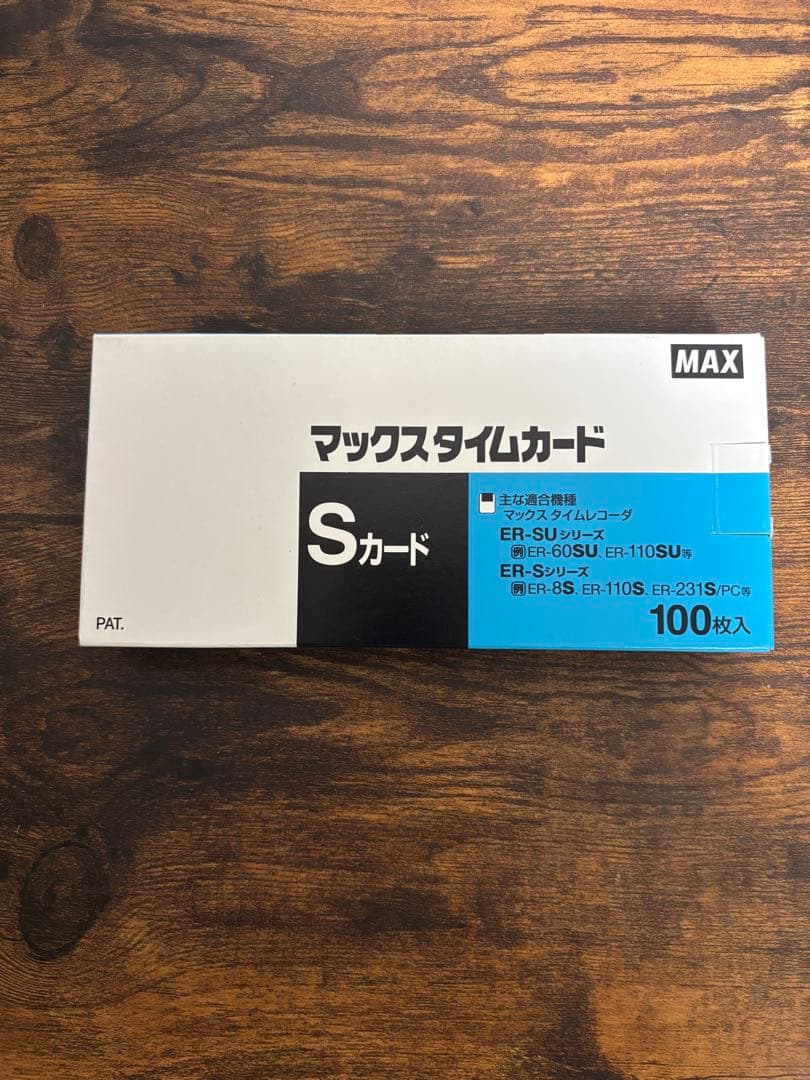 MAX
マックス タイムカード
Sカード
主な適合機種
マックス タイムレコーダ
ER-SUシリーズ
例 ER-60SU、ER-110SU等
ER-Sシリーズ
例 ER-8S、ER-110S、ER-231S/PC等
100枚入
PAT.